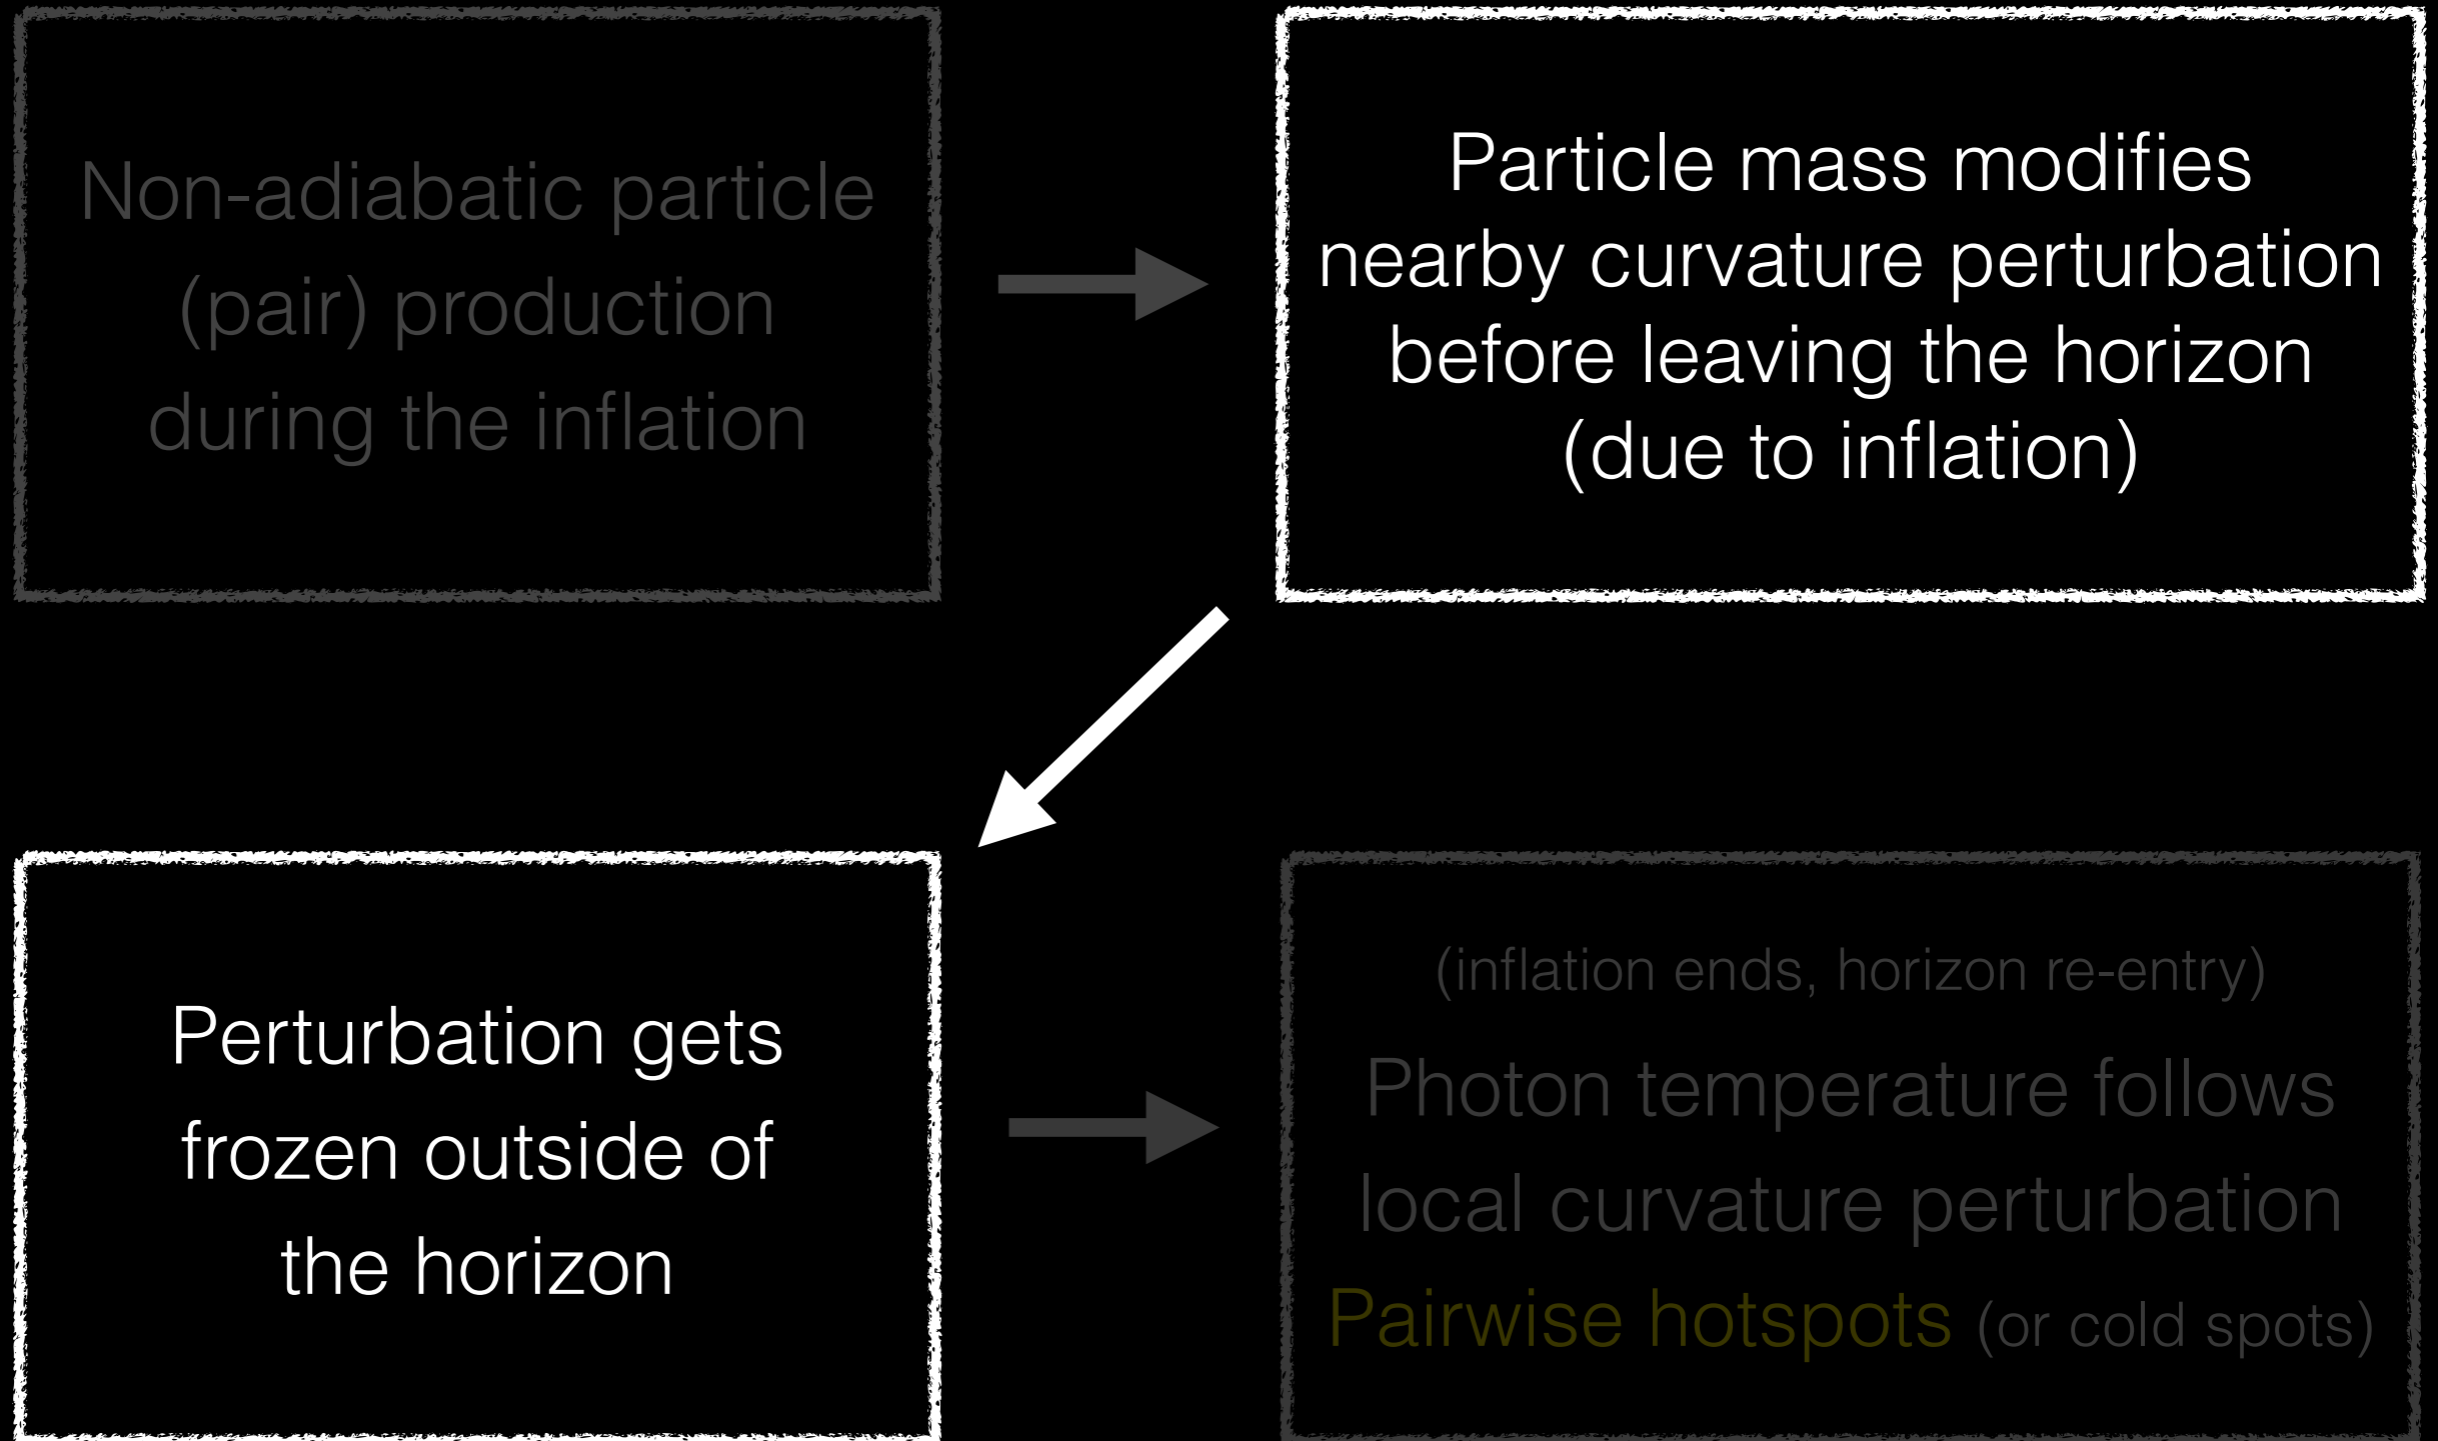 Non-adiabatic particle
(pair) production
during the inflation
Particle mass modifies
nearby curvature perturbation
before leaving the horizon
(due to inflation)
Perturbation gets
frozen outside of
the horizon
(inflation ends, horizon re-entry)
Photon temperature follows
local curvature perturbation
Pairwise hotspots (or cold spots)